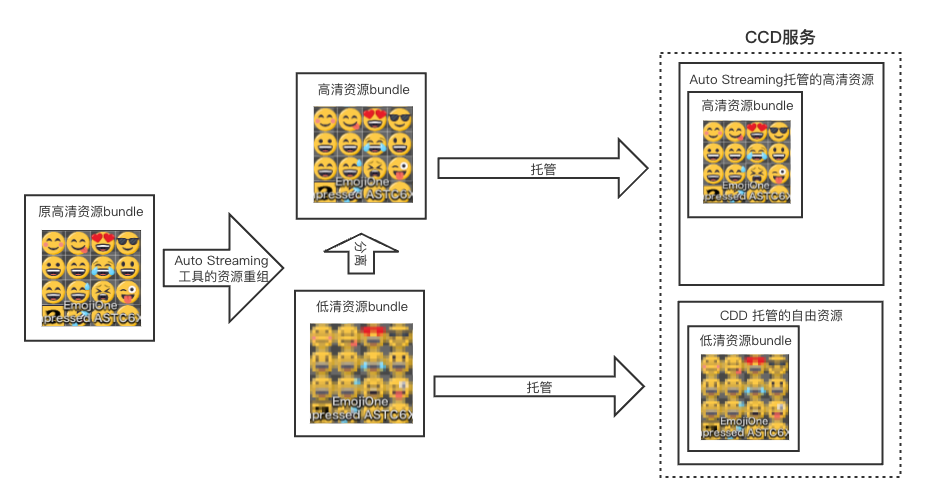 CCD服务
原高清资源bundle
EmojiOne
pressed ASTC6
Auto Streaming
工具的资源重组
高清资源bundle
EmojiOne
pressed ASTC6
分离
低清资源bundle
EmojiOne
pressed ASTC6
托管
托管
Auto Streaming托管的高清资源
高清资源bundle
EmojiOne
pressed ASTC6
CDD 托管的自由资源
低清资源bundle
EmojiOne
pressed ASTC6